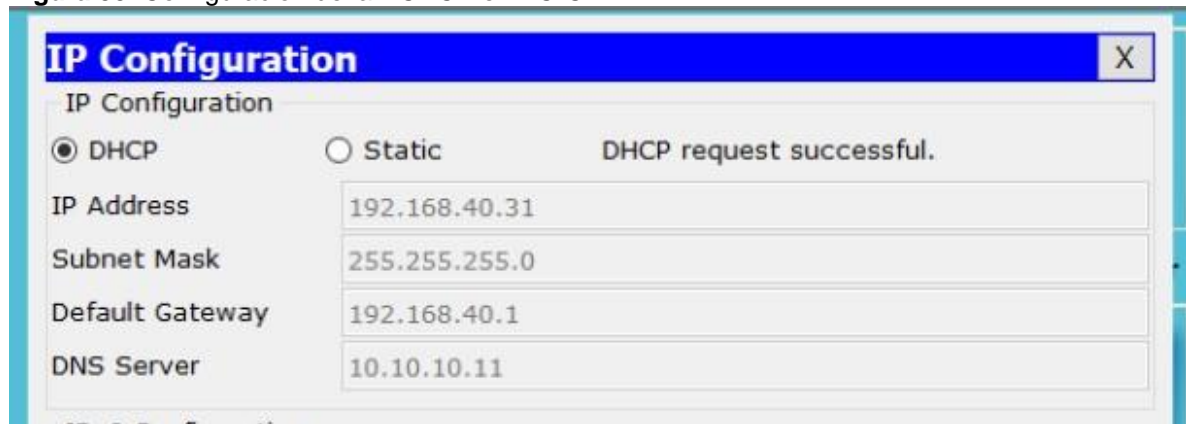 IP Configuration X
IP Configuration
DHCP Static DHCP request successful.
IP Address 192.168.40.31
Subnet Mask 255.255.255.0
Default Gateway 192.168.40.1
DNS Server 10.10.10.11